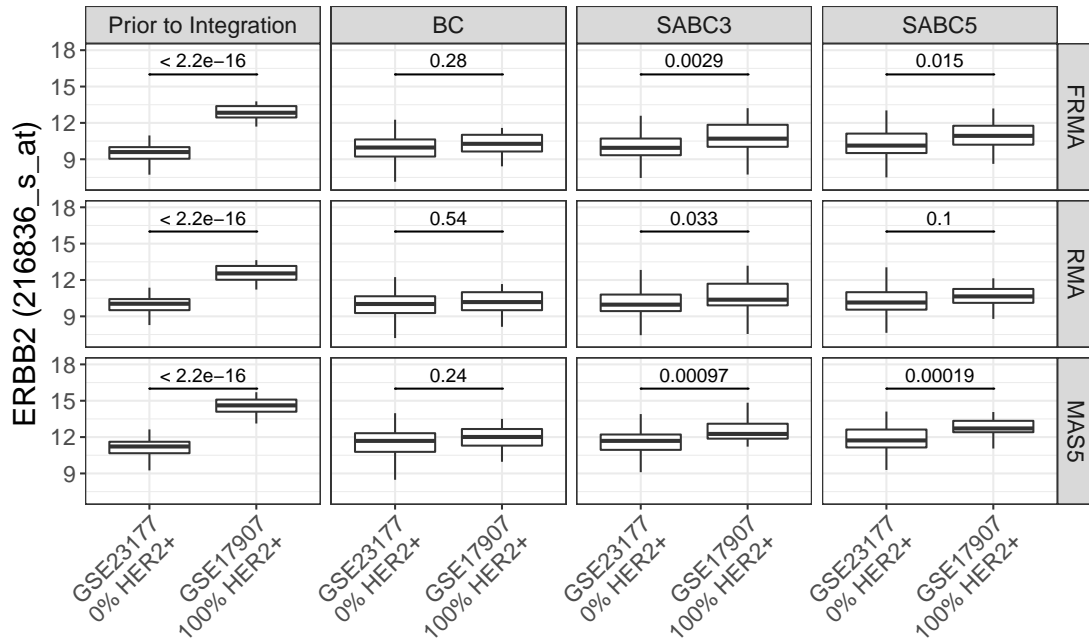 Prior to Integration
BC
SABC3
SABC5
ERBB2 (216836_s_at)
18
15
12
9
< 2.2e−16
0.28
0.0029
0.015
FRMA
18
15
12
9
< 2.2e−16
0.54
0.033
0.1
RMA
18
15
12
9
< 2.2e−16
0.24
0.00097
0.00019
MAS5
GSE23177
0% HER2+
GSE17907
100% HER2+
GSE23177
0% HER2+
GSE17907
100% HER2+
GSE23177
0% HER2+
GSE17907
100% HER2+
GSE23177
0% HER2+
GSE17907
100% HER2+